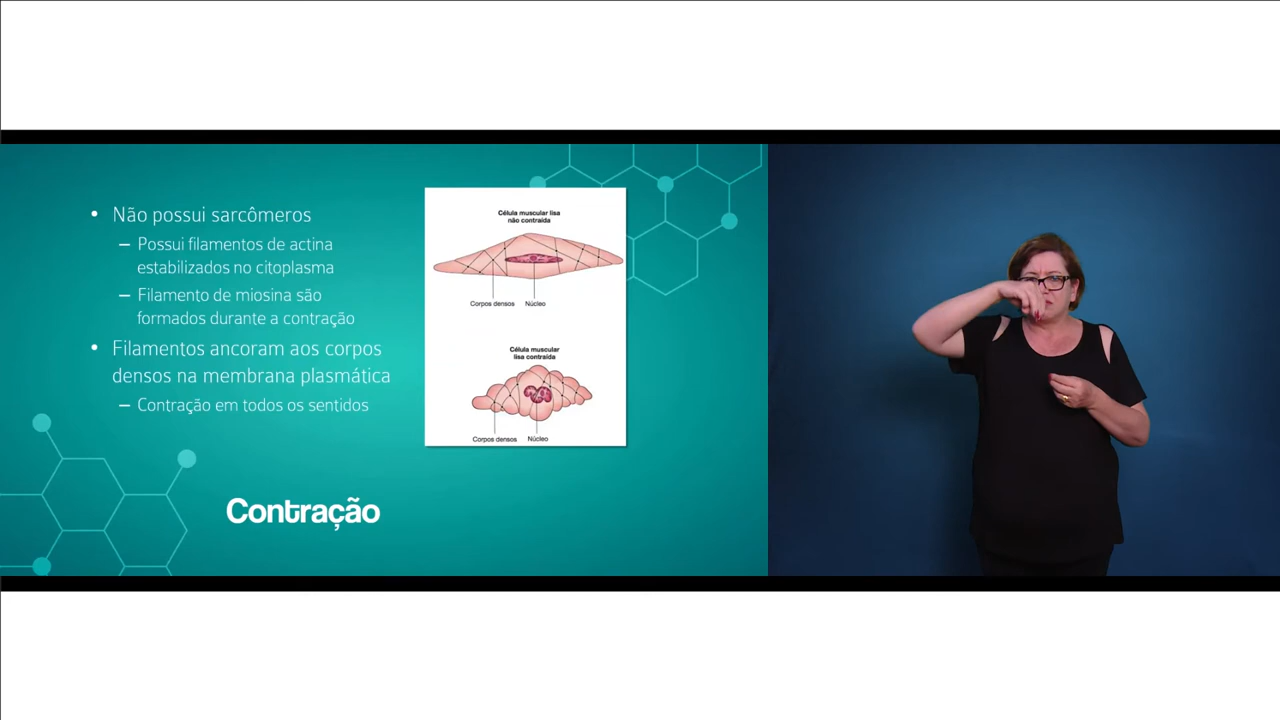 Não possui sarcômeros
Possui filamentos de actina
estabilizados no citoplasma
Filamento de miosina são
formados durante a contração
Filamentos ancoram aos corpos
densos na membrana plasmática
Contração em todos os sentidos
Célula muscular lisa
não contraída
Corpos densos Núcleo
Célula muscular
lisa contraída
Corpos densos Núcleo
Contração